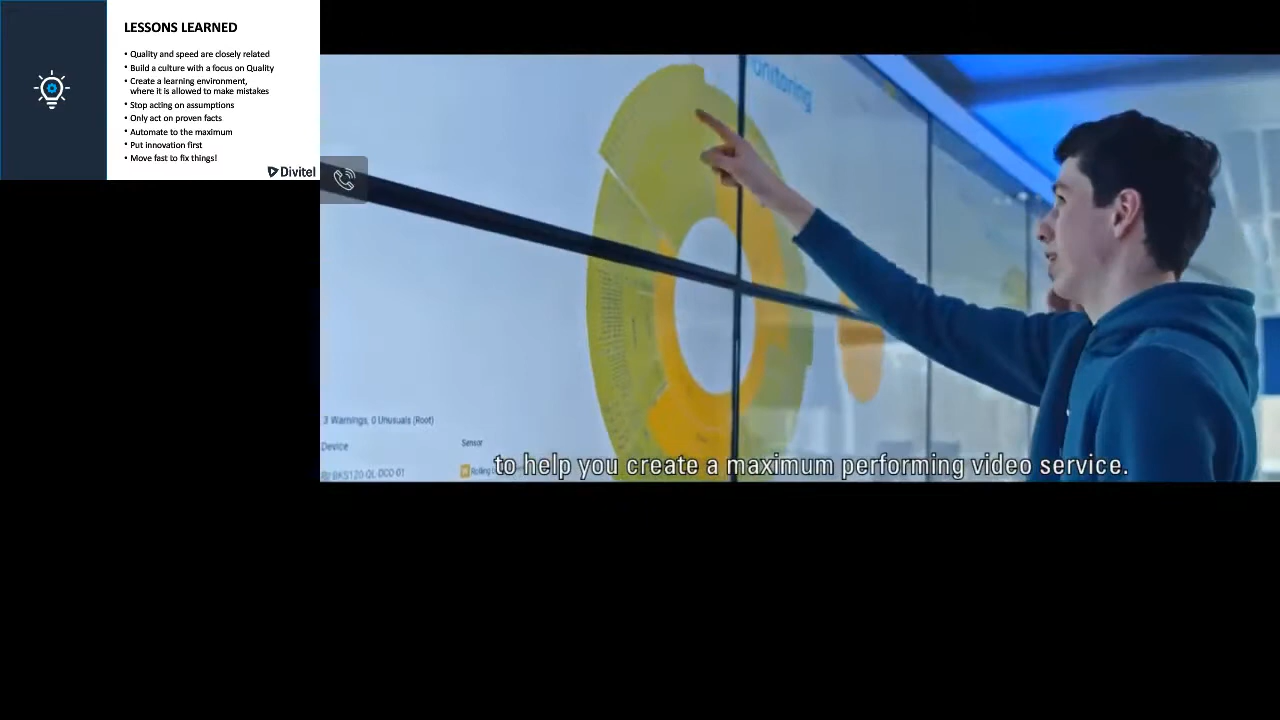 LESSONS LEARNED
• Quality and speed are closely related
• Build a culture with a focus on Quality
• Create a learning environment,
where it is allowed to make mistakes
• Stop acting on assumptions
• Only act on proven facts
• Automate to the maximum
• Put innovation first
• Move fast to fix things!
Divitel
onitoring
3 Warnings, 0 Unusuals (Root)
Device
Sensor
Rolling
to help you create a maximum performing video service.